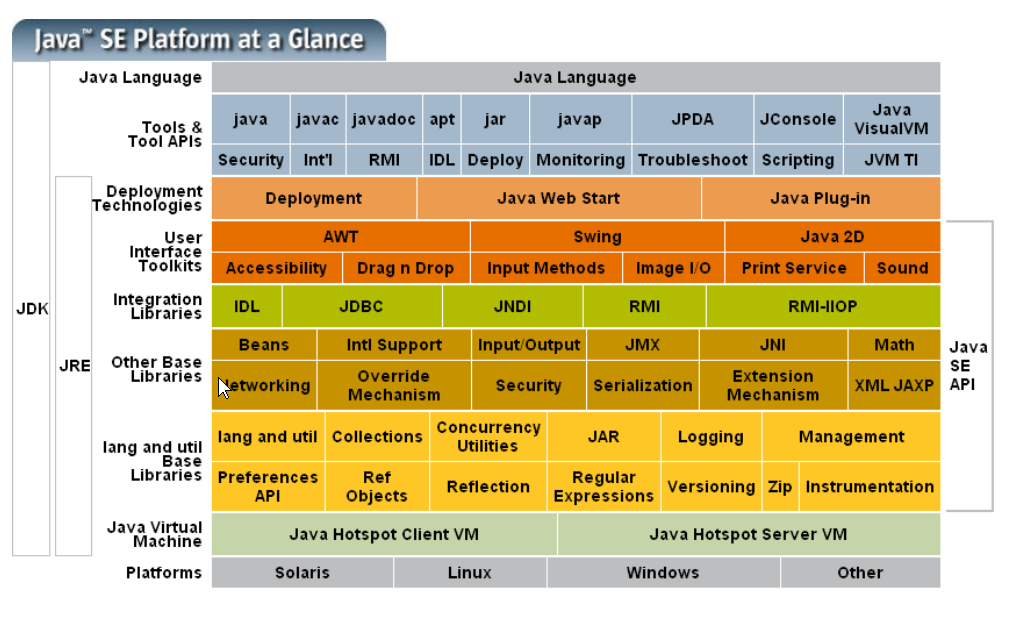 Java™ SE Platform at a Glance
Java Language
Java Language
Tools &
Tool APIs
java javac javadoc apt jar javap JPDA JConsole Java
VisualVM
Security Int'l RMI IDL Deploy Monitoring Troubleshoot Scripting JVM TI
Deployment
Technologies
Deployment Java Web Start Java Plug-in
User
Interface
Toolkits
AWT Swing Java 2D
Accessibility Drag n Drop Input Methods Image I/O Print Service Sound
Integration
Libraries
IDL JDBC JNDI RMI RMI-IIOP
JDK
JRE
Other Base
Libraries
Beans Intl Support Input/Output JMX JNI Math
Networking Override
Mechanism Security Serialization Extension
Mechanism XML JAXP
Java
SE
API
lang and util
Base
Libraries
lang and util Collections Concurrency
Utilities JAR Logging Management
Preferences
API Ref
Objects Reflection Regular
Expressions Versioning Zip Instrumentation
Java Virtual
Machine
Java Hotspot Client VM Java Hotspot Server VM
Platforms
Solaris Linux Windows Other